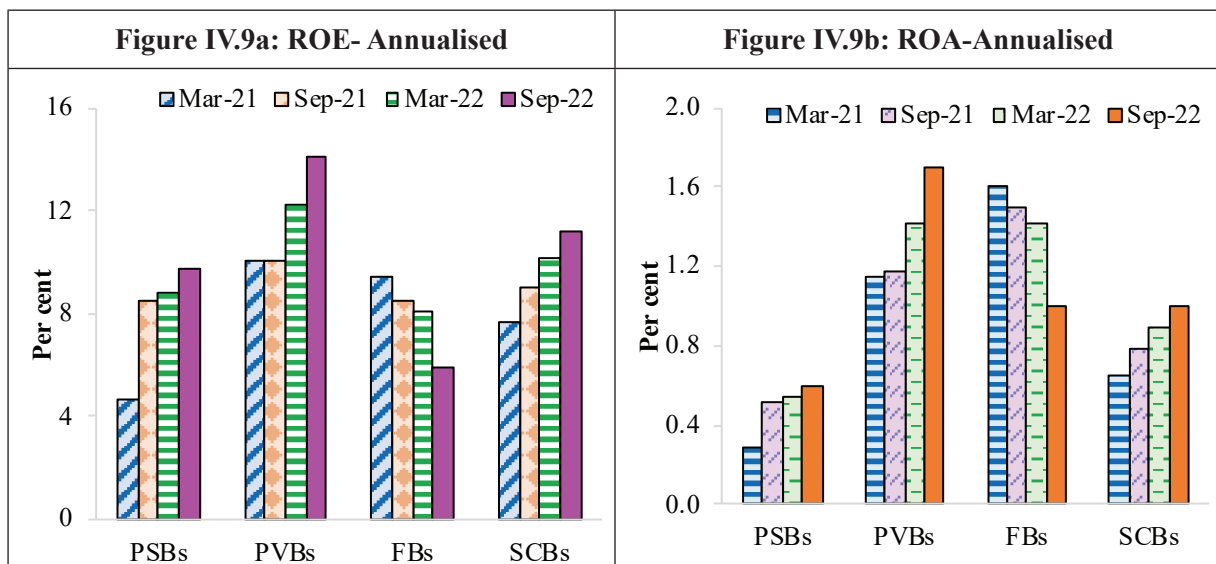 Figure IV.9a: ROE- Annualised
Mar-21 Sep-21 Mar-22 Sep-22
Per cent
16
12
8
4
0
PSBs PVBs FBs SCBs
Figure IV.9b: ROA-Annualised
Mar-21 Sep-21 Mar-22 Sep-22
Per cent
2.0
1.6
1.2
0.8
0.4
0.0
PSBs PVBs FBs SCBs